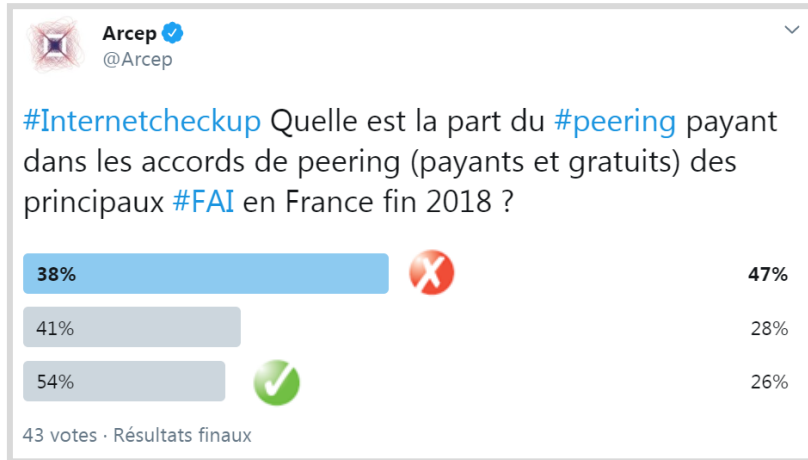 Arcep
@Arcep
#Internetcheckup Quelle est la part du #peering payant
dans les accords de peering (payants et gratuits) des
principaux #FAI en France fin 2018 ?
38% 47%
41% 28%
54% 26%
43 votes · Résultats finaux